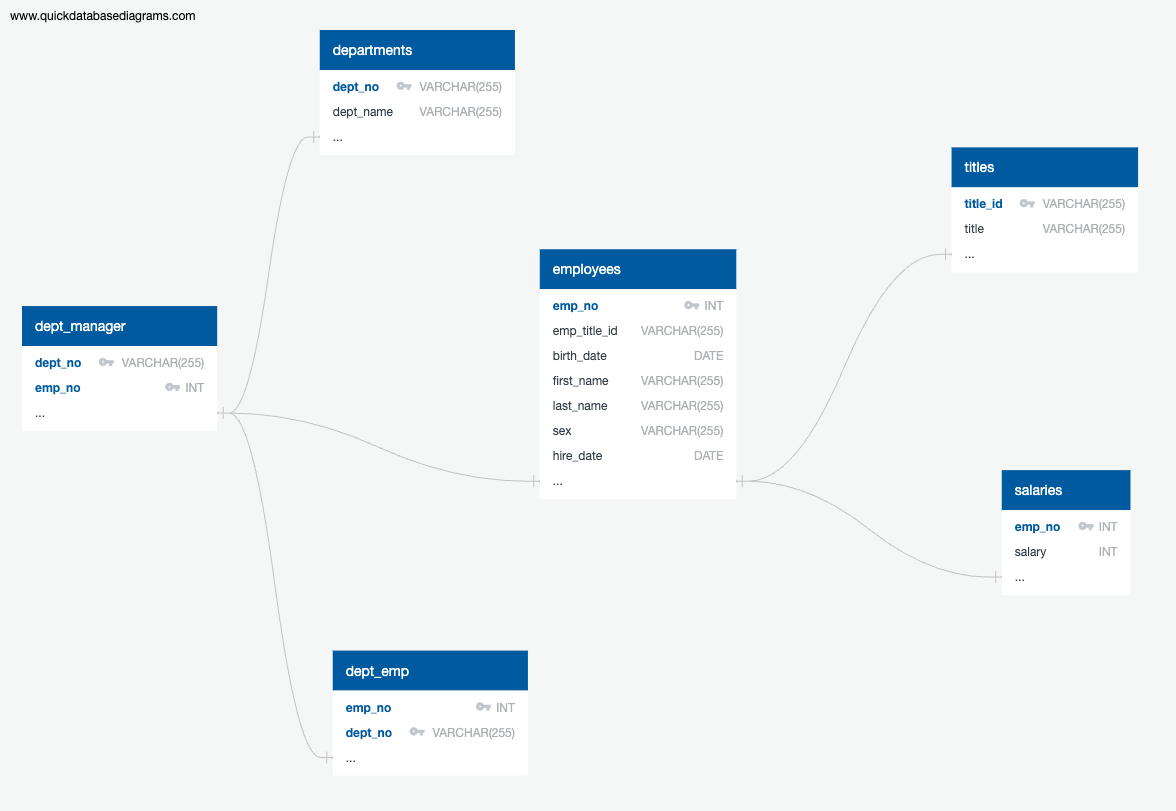 www.quickdatabasediagrams.com
departments
dept_no VARCHAR(255)
dept_name VARCHAR(255)
...
titles
title_id VARCHAR(255)
title VARCHAR(255)
...
employees
emp_no INT
emp_title_id VARCHAR(255)
birth_date DATE
first_name VARCHAR(255)
last_name VARCHAR(255)
sex VARCHAR(255)
hire_date DATE
...
dept_manager
dept_no VARCHAR(255)
emp_no INT
...
salaries
emp_no INT
salary INT
...
dept_emp
emp_no INT
dept_no VARCHAR(255)
...